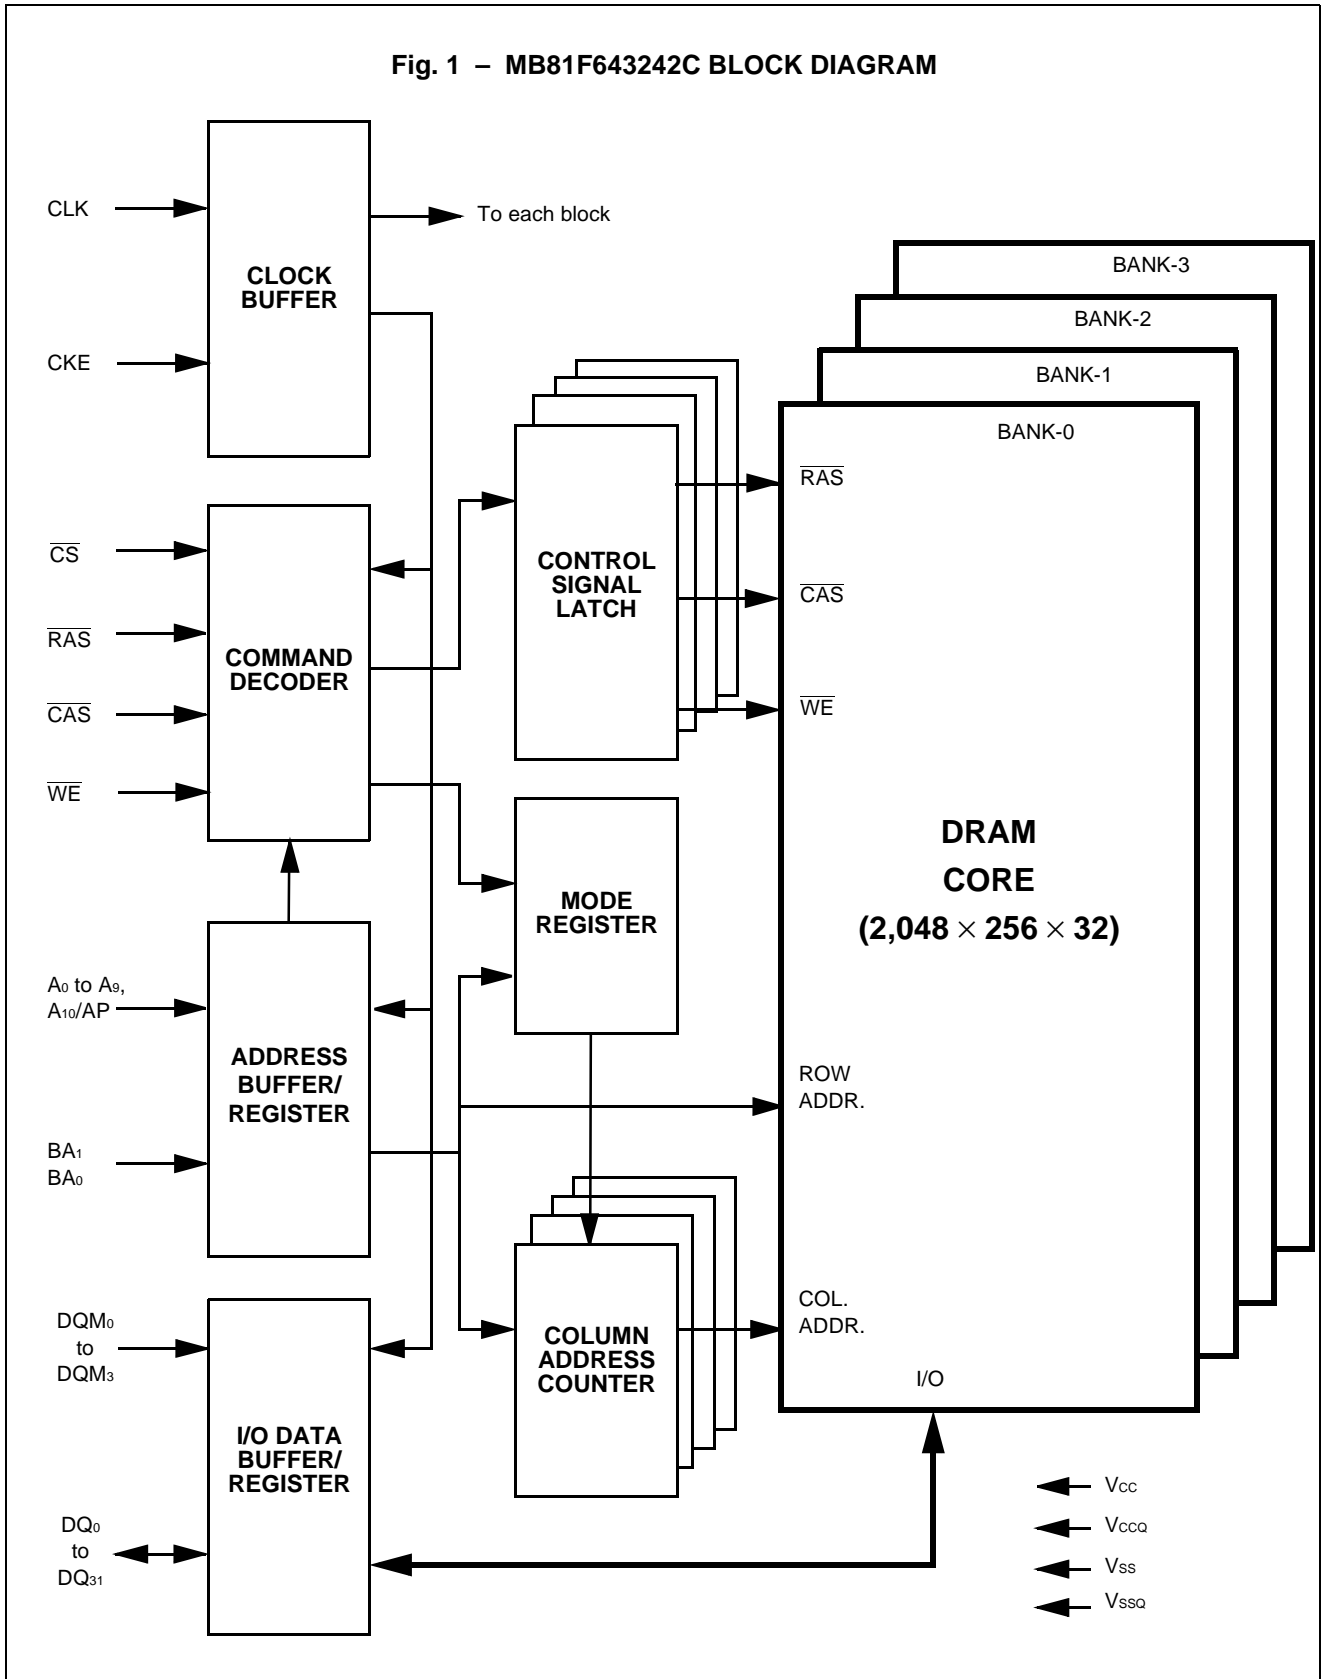 Fig. 1 – MB81F643242C BLOCK DIAGRAM
CLK
CKE
CLOCK
BUFFER
To each block
BANK-3
BANK-2
BANK-1
BANK-0
CS
RAS
CAS
WE
COMMAND
DECODER
CONTROL
SIGNAL
LATCH
RAS
CAS
WE
MODE
REGISTER
DRAM
CORE
(2,048 × 256 × 32)
A0 to A9,
A10/AP
BA1
BA0
ADDRESS
BUFFER/
REGISTER
ROW
ADDR.
COL.
ADDR.
I/O
COLUMN
ADDRESS
COUNTER
DQM0
to
DQM3
I/O DATA
BUFFER/
REGISTER
DQ0
to
DQ31
VCC
VCCQ
VSS
VSSQ